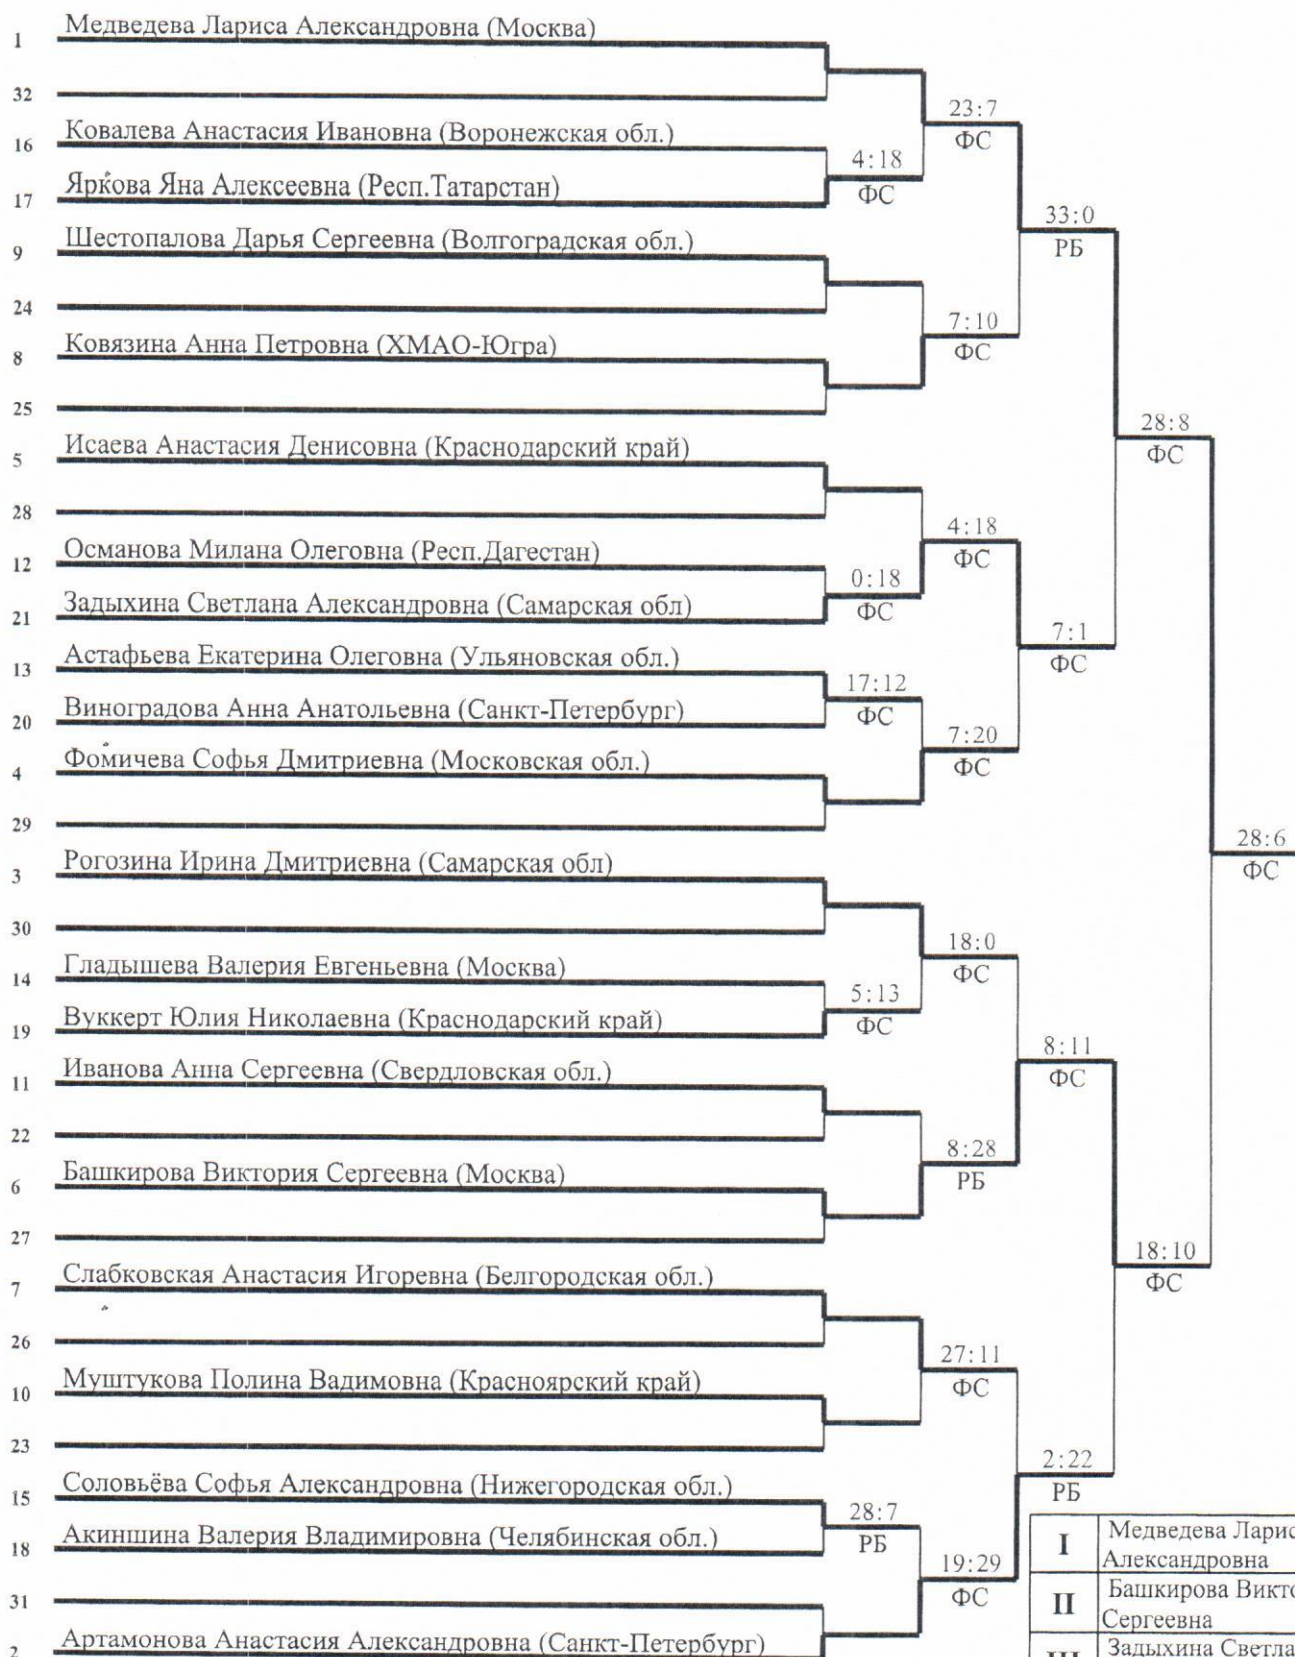 Медведева Лариса Александровна (Москва)
1
32
23:7
ФС
Ковалева Анастасия Ивановна (Воронежская обл.)
16
4:18
ФС
Яркова Яна Алексеевна (Респ.Татарстан)
17
33:0
РБ
Шестопалова Дарья Сергеевна (Волгоградская обл.)
9
24
7:10
ФС
Ковязина Анна Петровна (ХМАО-Югра)
8
25
28:8
ФС
Исаева Анастасия Денисовна (Краснодарский край)
5
28
4:18
ФС
Османова Милана Олеговна (Респ.Дагестан)
12
0:18
ФС
Задыхина Светлана Александровна (Самарская обл)
21
7:1
ФС
Астафьева Екатерина Олеговна (Ульяновская обл.)
13
17:12
ФС
Виноградова Анна Анатольевна (Санкт-Петербург)
20
7:20
ФС
Фомичева Софья Дмитриевна (Московская обл.)
4
29
28:6
ФС
Рогозина Ирина Дмитриевна (Самарская обл)
3
30
18:0
ФС
Гладышева Валерия Евгеньевна (Москва)
14
5:13
ФС
Вуккерт Юлия Николаевна (Краснодарский край)
19
8:11
ФС
Иванова Анна Сергеевна (Свердловская обл.)
11
22
8:28
РБ
Башкирова Виктория Сергеевна (Москва)
6
27
18:10
ФС
Слабковская Анастасия Игоревна (Белгородская обл.)
7
26
27:11
ФС
Муштукова Полина Вадимовна (Красноярский край)
10
23
2:22
РБ
Соловьёва Софья Александровна (Нижегородская обл.)
15
28:7
РБ
Акиншина Валерия Владимировна (Челябинская обл.)
18
19:29
ФС
31
Артамонова Анастасия Александровна (Санкт-Петербург)
2
I
Медведева Ларис
Александровна
II
Башкирова Викто
Сергеевна
III
Задыхина Светла